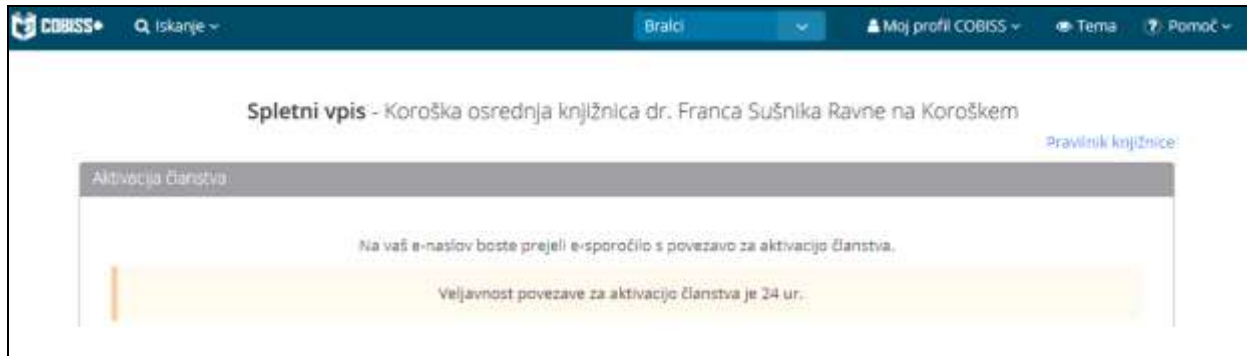 COBISS+ Iskanje Bralci Moj profil COBISS Tema Pomoč
Spletni vpis - Koroška osrednja knjižnica dr. Franca Sušnika Ravne na Koroškem
Pravilnik knjižnice
Aktivacija članstva
Na vaš e-naslov boste prejeli e-sporočilo s povezavo za aktivacijo članstva.
Veljavnost povezave za aktivacijo članstva je 24 ur.